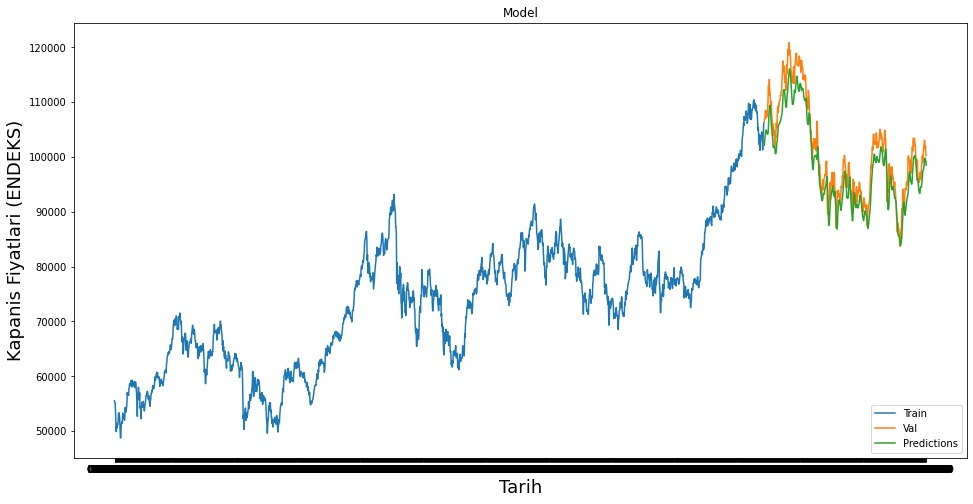 Model
Kapanis Fiyatlari (ENDEKS)
120000
110000
100000
90000
80000
70000
60000
50000
Train
Val
Predictions
Tarih